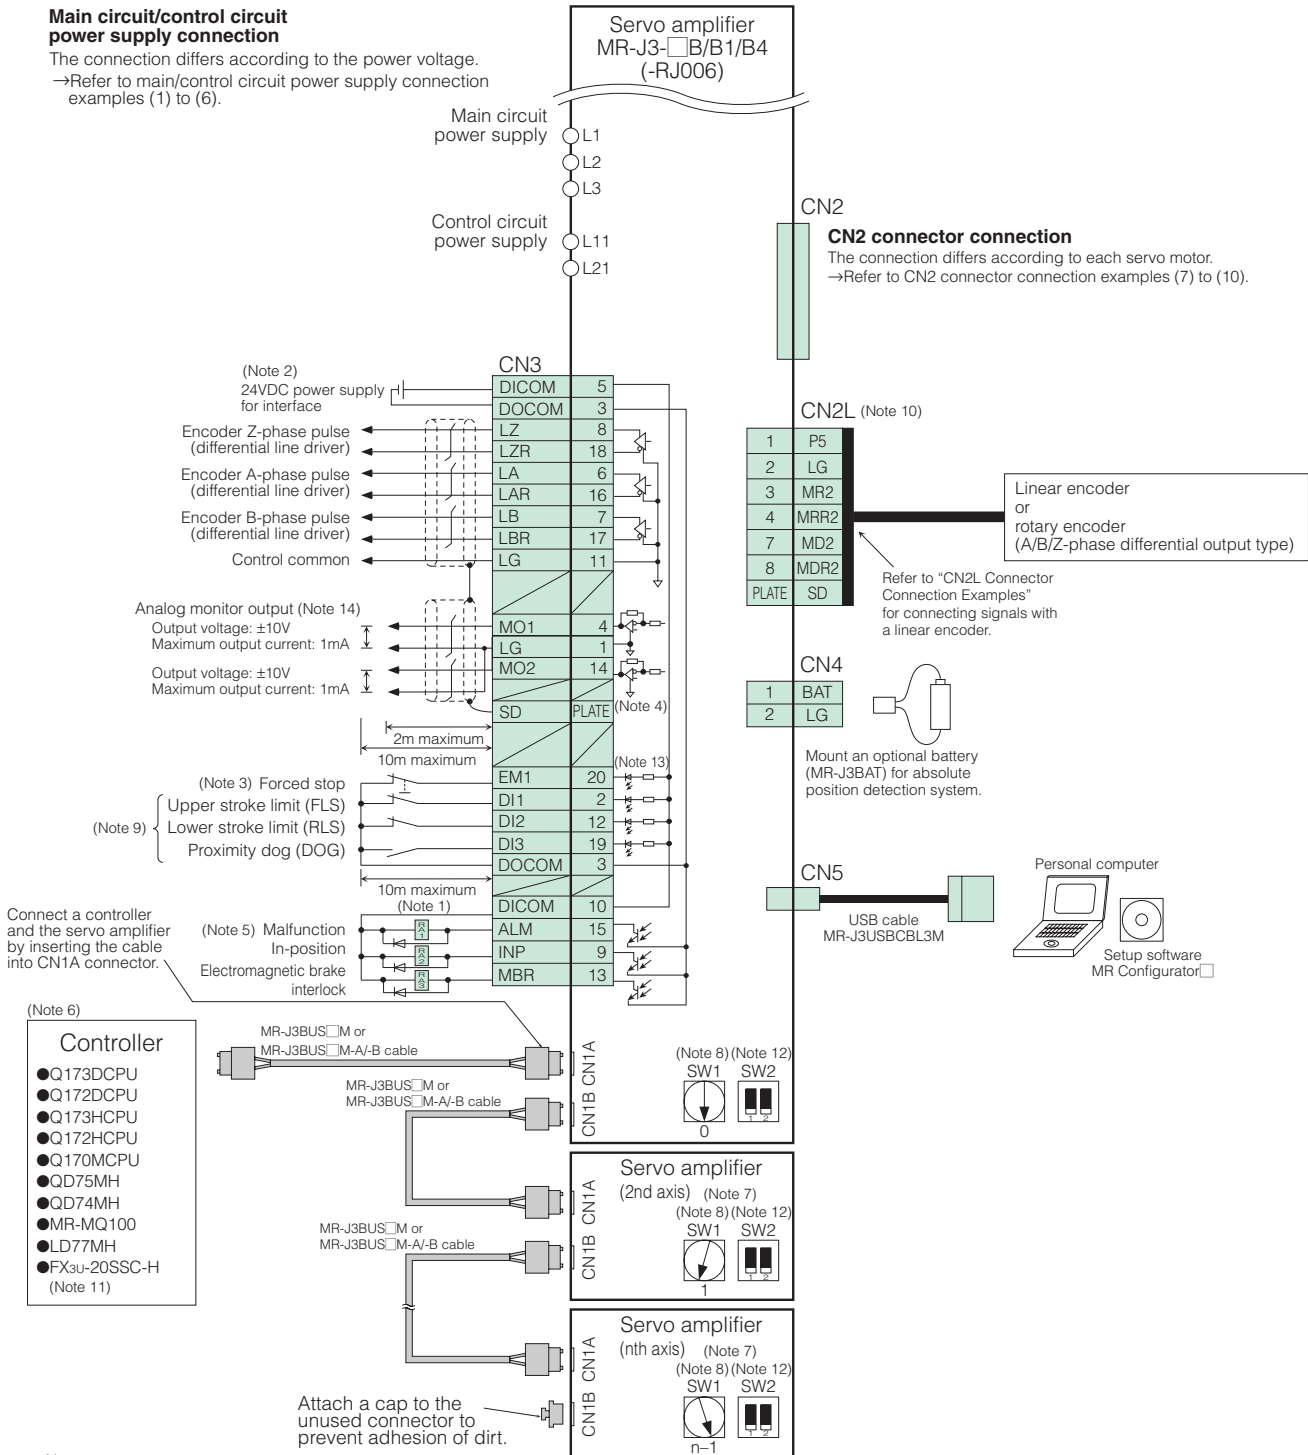 Main circuit/control circuit
power supply connection
The connection differs according to the power voltage.
→Refer to main/control circuit power supply connection
examples (1) to (6).
Servo amplifier
MR-J3-□B/B1/B4
(-RJ006)
Main circuit
power supply
L1
L2
L3
Control circuit
power supply
L11
L21
CN2
CN2 connector connection
The connection differs according to each servo motor.
→Refer to CN2 connector connection examples (7) to (10).
CN3
(Note 2)
24VDC power supply
for interface
DICOM 5
DOCOM 3
Encoder Z-phase pulse
(differential line driver)
LZ 8
LZR 18
Encoder A-phase pulse
(differential line driver)
LA 6
LAR 16
Encoder B-phase pulse
(differential line driver)
LB 7
LBR 17
Control common
LG 11
Analog monitor output (Note 14)
Output voltage: ±10V
Maximum output current: 1mA
MO1 4
LG 1
Output voltage: ±10V
Maximum output current: 1mA
MO2 14
SD PLATE
(Note 4)
2m maximum
10m maximum
(Note 13)
(Note 3) Forced stop
EM1 20
(Note 9)
Upper stroke limit (FLS)
DI1 2
Lower stroke limit (RLS)
DI2 12
Proximity dog (DOG)
DI3 19
DOCOM 3
10m maximum
(Note 1)
DICOM 10
(Note 5) Malfunction
RA1
ALM 15
In-position
RA2
INP 9
Electromagnetic brake
interlock
RA3
MBR 13
CN2L (Note 10)
1 P5
2 LG
3 MR2
4 MRR2
7 MD2
8 MDR2
PLATE SD
Linear encoder
or
rotary encoder
(A/B/Z-phase differential output type)
Refer to “CN2L Connector
Connection Examples”
for connecting signals with
a linear encoder.
CN4
1 BAT
2 LG
Mount an optional battery
(MR-J3BAT) for absolute
position detection system.
CN5
USB cable
MR-J3USBCBL3M
Personal computer
Setup software
MR Configurator□
Connect a controller
and the servo amplifier
by inserting the cable
into CN1A connector.
(Note 6)
Controller
●Q173DCPU
●Q172DCPU
●Q173HCPU
●Q172HCPU
●Q170MCPU
●QD75MH
●QD74MH
●MR-MQ100
●LD77MH
●FX3U-20SSC-H
(Note 11)
MR-J3BUS□M or
MR-J3BUS□M-A/-B cable
CN1A
MR-J3BUS□M or
MR-J3BUS□M-A/-B cable
CN1B
(Note 8) (Note 12)
SW1 SW2
0
1 2
Servo amplifier
(2nd axis) (Note 7)
(Note 8) (Note 12)
SW1 SW2
1
1 2
CN1A
CN1B
MR-J3BUS□M or
MR-J3BUS□M-A/-B cable
Servo amplifier
(nth axis) (Note 7)
(Note 8) (Note 12)
SW1 SW2
n–1
1 2
CN1A
CN1B
Attach a cap to the
unused connector to
prevent adhesion of dirt.